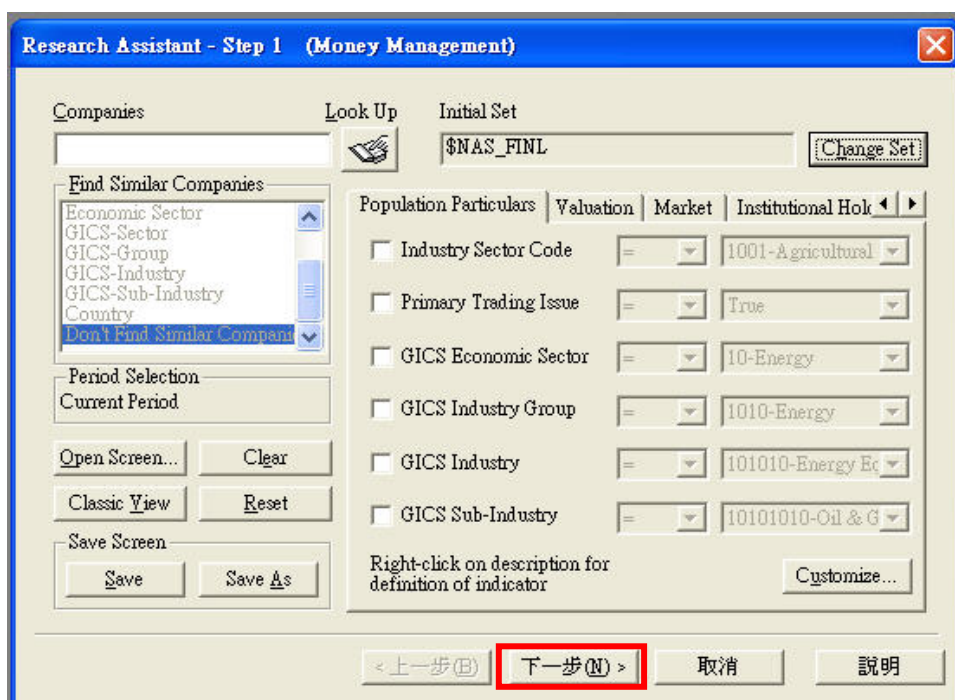 Research Assistant - Step 1 (Money Management)
Companies
Look Up
Initial Set
$NAS_FINL
Change Set
Find Similar Companies
Economic Sector
GICS-Sector
GICS-Group
GICS-Industry
GICS-Sub-Industry
Country
Don't Find Similar Compani
Period Selection
Current Period
Open Screen...
Clear
Classic View
Reset
Save Screen
Save
Save As
Population Particulars
Valuation
Market
Institutional Hol
Industry Sector Code = 1001-Agricultural
Primary Trading Issue = True
GICS Economic Sector = 10-Energy
GICS Industry Group = 1010-Energy
GICS Industry = 101010-Energy Eq
GICS Sub-Industry = 10101010-Oil & G
Right-click on description for
definition of indicator
Customize...
<上一步(B) 下一步(N) > 取消 說明